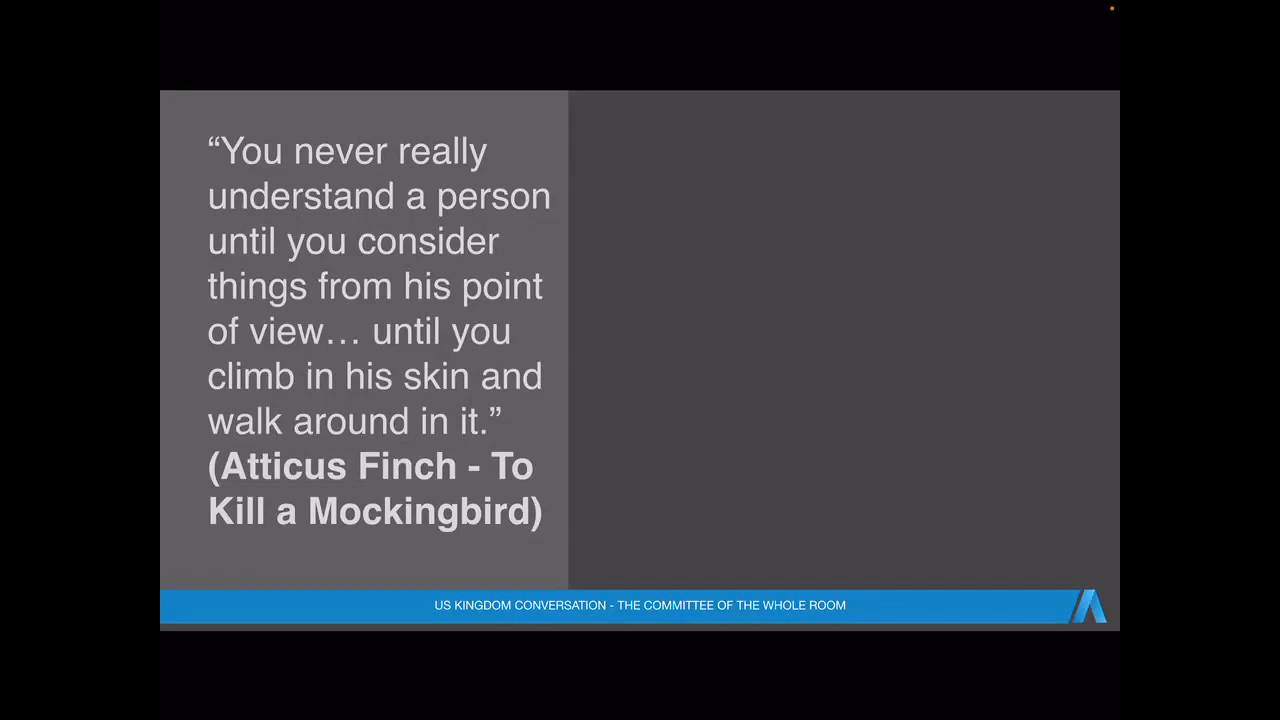 “You never really
understand a person
until you consider
things from his point
of view… until you
climb in his skin and
walk around in it.”
(Atticus Finch - To
Kill a Mockingbird)
US KINGDOM CONVERSATION - THE COMMITTEE OF THE WHOLE ROOM